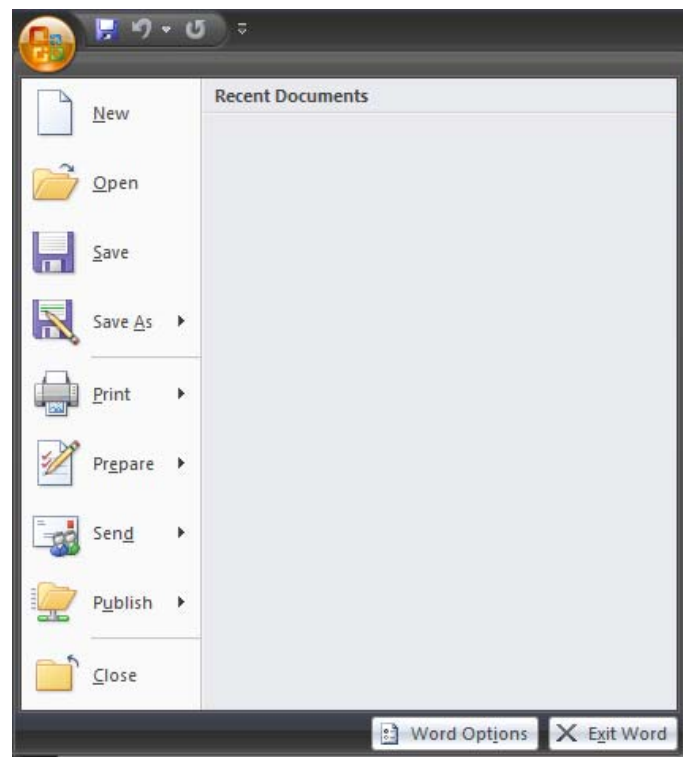 Recent Documents
New
Open
Save
Save As
Print
Prepare
Send
Publish
Close
Word Options
Exit Word